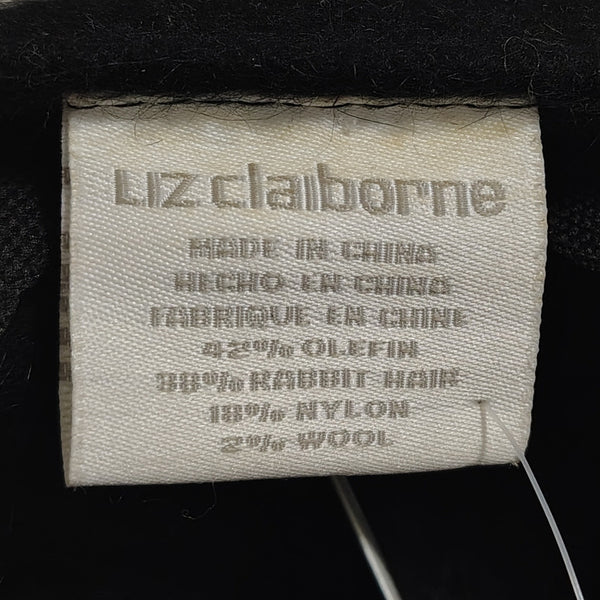 Liz claiborne
MADE IN CHINA
HECHO EN CHINA
FABRIQUE EN CHINE
42% OLEFIN
38% RABBIT HAIR
18% NYLON
2% WOOL